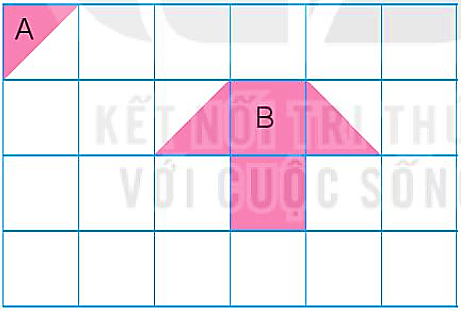 A
B
KẾT NỐI TRI THỨ
VỚI CUỘC SỐNG